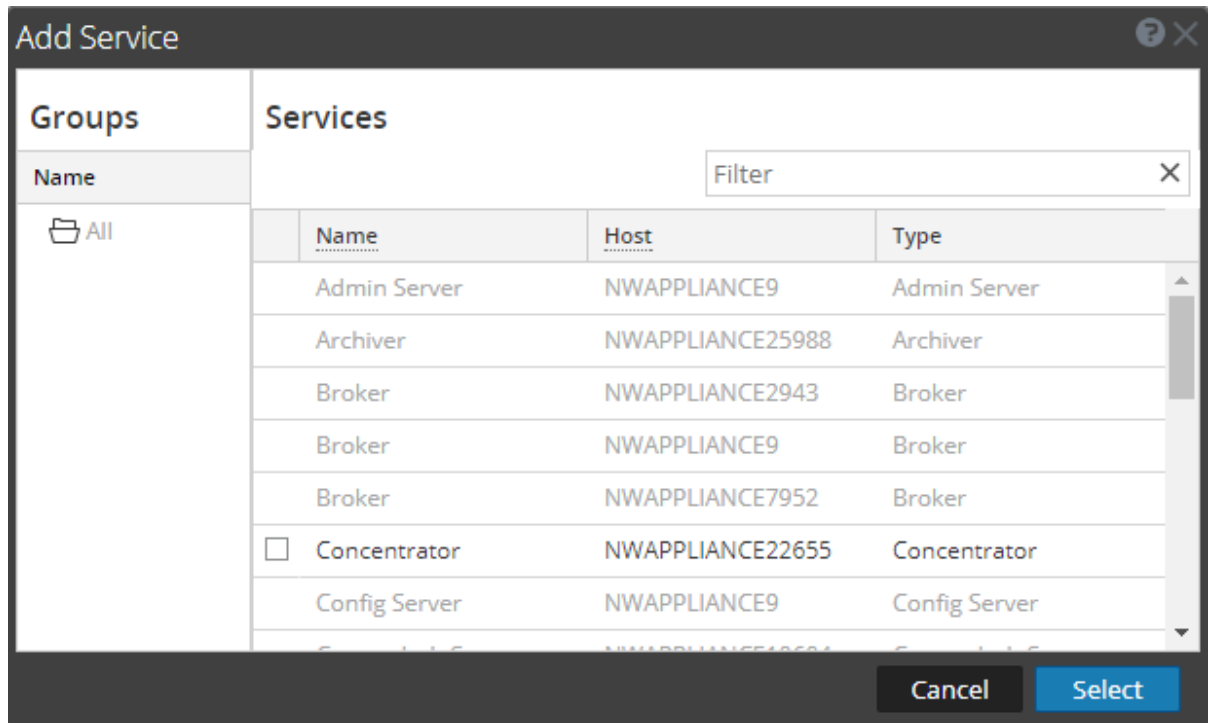 Add Service
Groups
Services
Name
Filter
All
Name Host Type
Admin Server NWAPPLIANCE9 Admin Server
Archiver NWAPPLIANCE25988 Archiver
Broker NWAPPLIANCE2943 Broker
Broker NWAPPLIANCE9 Broker
Broker NWAPPLIANCE7952 Broker
Concentrator NWAPPLIANCE22655 Concentrator
Config Server NWAPPLIANCE9 Config Server
Cancel Select